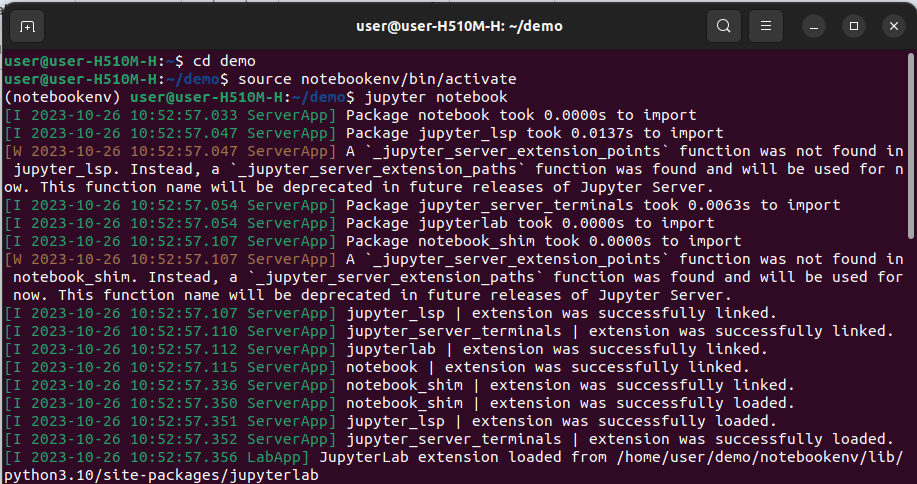 user@user-H510M-H: ~/demo
user@user-H510M-H:~$ cd demo
user@user-H510M-H:~/demo$ source notebookenv/bin/activate
(notebookenv) user@user-H510M-H:~/demo$ jupyter notebook
[I 2023-10-26 10:52:57.033 ServerApp] Package notebook took 0.0000s to import
[I 2023-10-26 10:52:57.047 ServerApp] Package jupyter_lsp took 0.0137s to import
[W 2023-10-26 10:52:57.047 ServerApp] A `_jupyter_server_extension_points` function was not found in
 jupyter_lsp. Instead, a `_jupyter_server_extension_paths` function was found and will be used for n
ow. This function name will be deprecated in future releases of Jupyter Server.
[I 2023-10-26 10:52:57.054 ServerApp] Package jupyter_server_terminals took 0.0063s to import
[I 2023-10-26 10:52:57.054 ServerApp] Package jupyterlab took 0.0000s to import
[I 2023-10-26 10:52:57.107 ServerApp] Package notebook_shim took 0.0000s to import
[W 2023-10-26 10:52:57.107 ServerApp] A `_jupyter_server_extension_points` function was not found in
 notebook_shim. Instead, a `_jupyter_server_extension_paths` function was found and will be used for
 now. This function name will be deprecated in future releases of Jupyter Server.
[I 2023-10-26 10:52:57.107 ServerApp] jupyter_lsp | extension was successfully linked.
[I 2023-10-26 10:52:57.110 ServerApp] jupyter_server_terminals | extension was successfully linked.
[I 2023-10-26 10:52:57.112 ServerApp] jupyterlab | extension was successfully linked.
[I 2023-10-26 10:52:57.115 ServerApp] notebook | extension was successfully linked.
[I 2023-10-26 10:52:57.336 ServerApp] notebook_shim | extension was successfully linked.
[I 2023-10-26 10:52:57.350 ServerApp] notebook_shim | extension was successfully loaded.
[I 2023-10-26 10:52:57.351 ServerApp] jupyter_lsp | extension was successfully loaded.
[I 2023-10-26 10:52:57.352 ServerApp] jupyter_server_terminals | extension was successfully loaded.
[I 2023-10-26 10:52:57.356 LabApp] JupyterLab extension loaded from /home/user/demo/notebookenv/lib/
python3.10/site-packages/jupyterlab